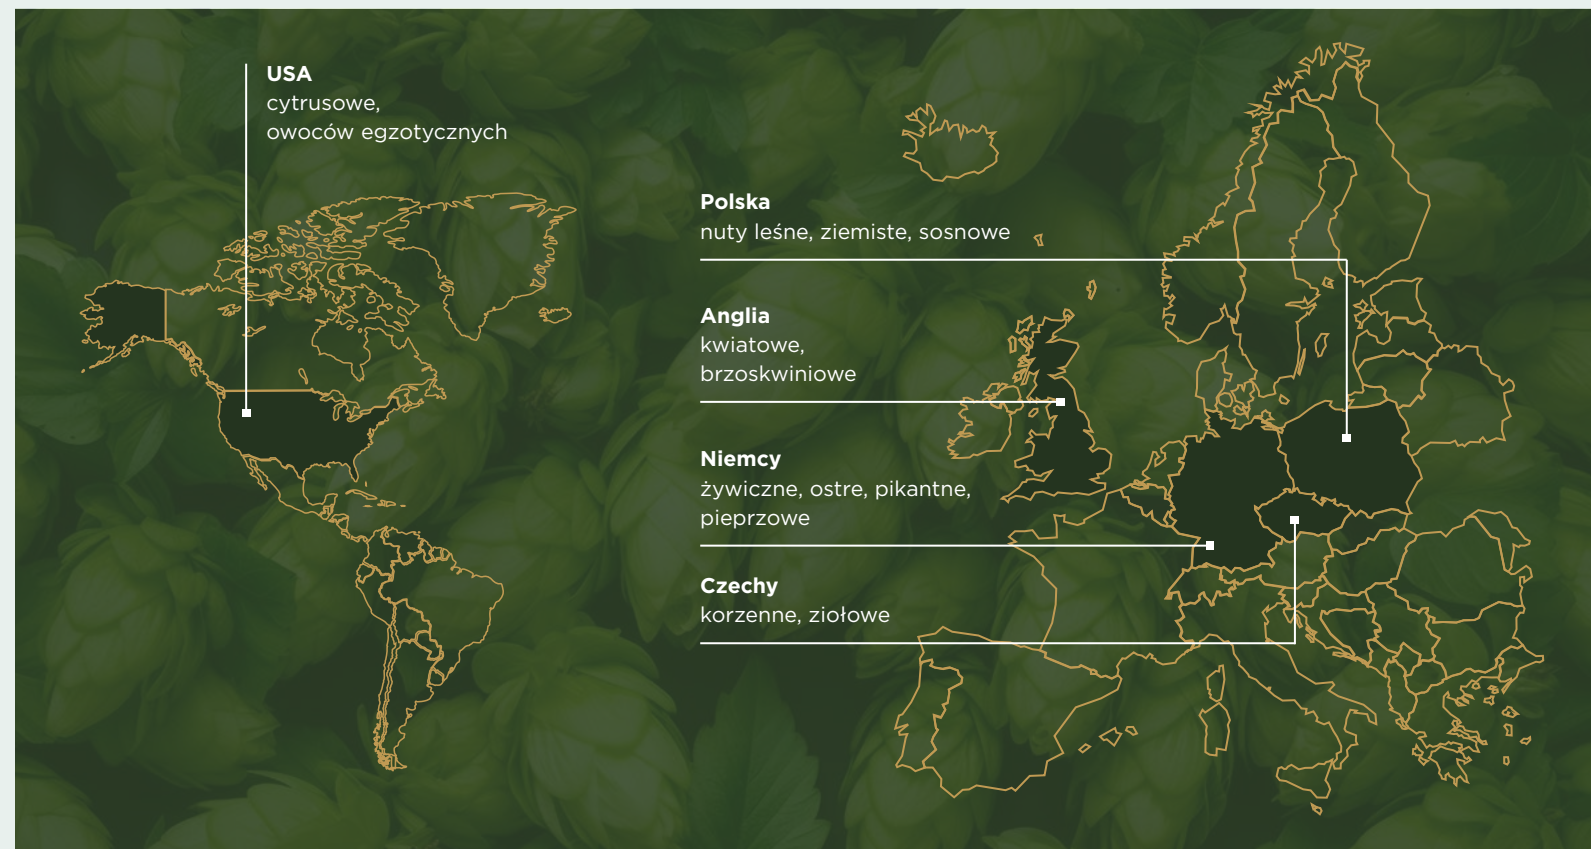 USA
cytrusowe,
owoców egzotycznych
Polska
nuty leśne, ziemiste, sosnowe
Anglia
kwiatowe,
brzoskwiniowe
Niemcy
żywiczne, ostre, pikantne,
pieprzowe
Czechy
korzenne, ziołowe